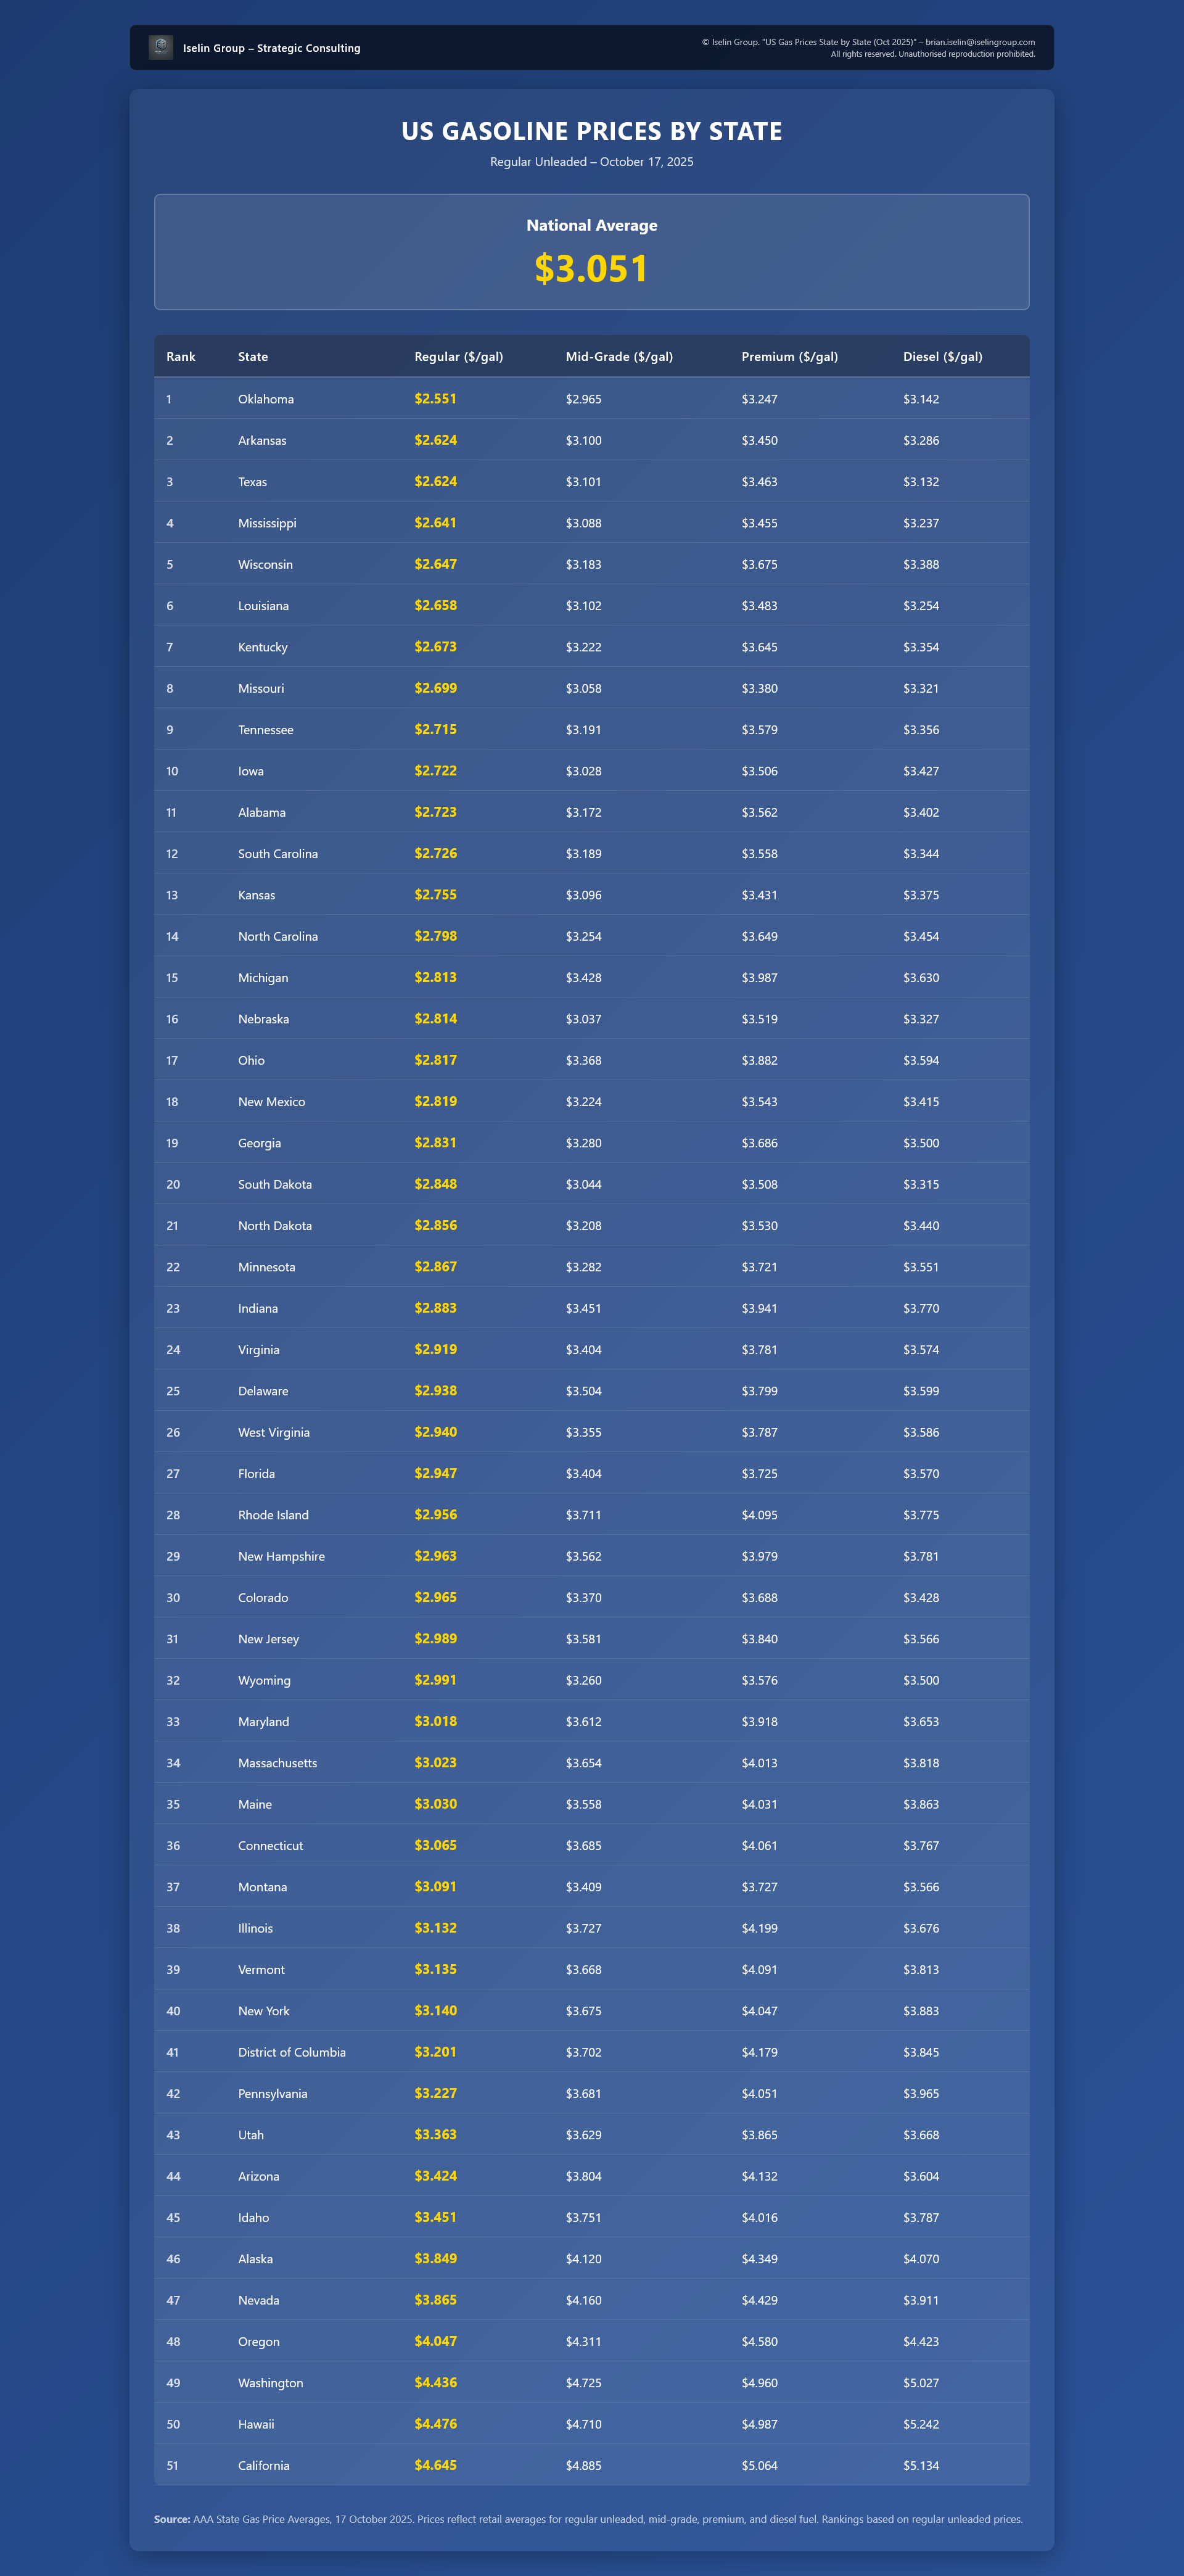 Iselin Group – Strategic Consulting
© Iselin Group. "US Gas Prices State by State (Oct 2025)" – brian.iselin@iselingroup.com
All rights reserved. Unauthorised reproduction prohibited.
US GASOLINE PRICES BY STATE
Regular Unleaded – October 17, 2025
National Average
$3.051
Rank State Regular ($/gal) Mid-Grade ($/gal) Premium ($/gal) Diesel ($/gal)
1 Oklahoma $2.551 $2.965 $3.247 $3.142
2 Arkansas $2.624 $3.100 $3.450 $3.286
3 Texas $2.624 $3.101 $3.463 $3.132
4 Mississippi $2.641 $3.088 $3.455 $3.237
5 Wisconsin $2.647 $3.183 $3.675 $3.388
6 Louisiana $2.658 $3.102 $3.483 $3.254
7 Kentucky $2.673 $3.222 $3.645 $3.354
8 Missouri $2.699 $3.058 $3.380 $3.321
9 Tennessee $2.715 $3.191 $3.579 $3.356
10 Iowa $2.722 $3.028 $3.506 $3.427
11 Alabama $2.723 $3.172 $3.562 $3.402
12 South Carolina $2.726 $3.189 $3.558 $3.344
13 Kansas $2.755 $3.096 $3.431 $3.375
14 North Carolina $2.798 $3.254 $3.649 $3.454
15 Michigan $2.813 $3.428 $3.987 $3.630
16 Nebraska $2.814 $3.037 $3.519 $3.327
17 Ohio $2.817 $3.368 $3.882 $3.594
18 New Mexico $2.819 $3.224 $3.543 $3.415
19 Georgia $2.831 $3.280 $3.686 $3.500
20 South Dakota $2.848 $3.044 $3.508 $3.315
21 North Dakota $2.856 $3.208 $3.530 $3.440
22 Minnesota $2.867 $3.282 $3.721 $3.551
23 Indiana $2.883 $3.451 $3.941 $3.770
24 Virginia $2.919 $3.404 $3.781 $3.574
25 Delaware $2.938 $3.504 $3.799 $3.599
26 West Virginia $2.940 $3.355 $3.787 $3.586
27 Florida $2.947 $3.404 $3.725 $3.570
28 Rhode Island $2.956 $3.711 $4.095 $3.775
29 New Hampshire $2.963 $3.562 $3.979 $3.781
30 Colorado $2.965 $3.370 $3.688 $3.428
31 New Jersey $2.989 $3.581 $3.840 $3.566
32 Wyoming $2.991 $3.260 $3.576 $3.500
33 Maryland $3.018 $3.612 $3.918 $3.653
34 Massachusetts $3.023 $3.654 $4.013 $3.818
35 Maine $3.030 $3.558 $4.031 $3.863
36 Connecticut $3.065 $3.685 $4.061 $3.767
37 Montana $3.091 $3.409 $3.727 $3.566
38 Illinois $3.132 $3.727 $4.199 $3.676
39 Vermont $3.135 $3.668 $4.091 $3.813
40 New York $3.140 $3.675 $4.047 $3.883
41 District of Columbia $3.201 $3.702 $4.179 $3.845
42 Pennsylvania $3.227 $3.681 $4.051 $3.965
43 Utah $3.363 $3.629 $3.865 $3.668
44 Arizona $3.424 $3.804 $4.132 $3.604
45 Idaho $3.451 $3.751 $4.016 $3.787
46 Alaska $3.849 $4.120 $4.349 $4.070
47 Nevada $3.865 $4.160 $4.429 $3.911
48 Oregon $4.047 $4.311 $4.580 $4.423
49 Washington $4.436 $4.725 $4.960 $5.027
50 Hawaii $4.476 $4.710 $4.987 $5.242
51 California $4.645 $4.885 $5.064 $5.134
Source: AAA State Gas Price Averages, 17 October 2025. Prices reflect retail averages for regular unleaded, mid-grade, premium, and diesel fuel. Rankings based on regular unleaded prices.